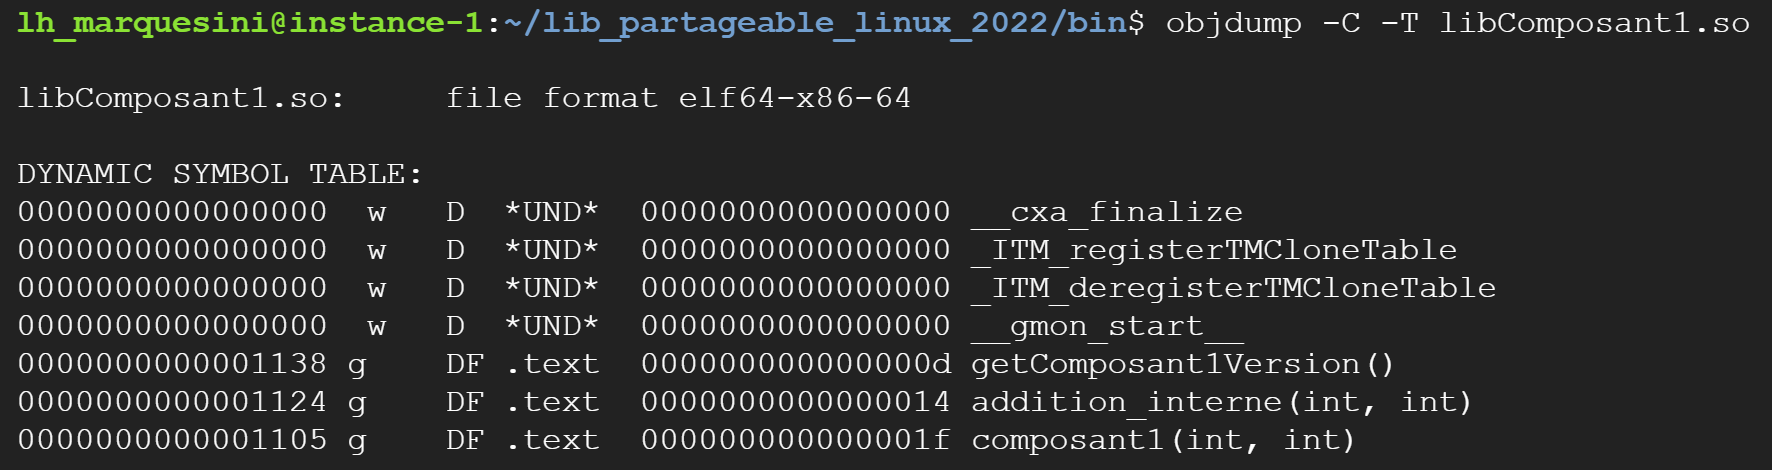 lh_marquesini@instance-1:~/lib_partageable_linux_2022/bin$ objdump -C -T libComposant1.so
libComposant1.so:     file format elf64-x86-64
DYNAMIC SYMBOL TABLE:
0000000000000000  w   D  *UND*  0000000000000000 __cxa_finalize
0000000000000000  w   D  *UND*  0000000000000000 _ITM_registerTMCloneTable
0000000000000000  w   D  *UND*  0000000000000000 _ITM_deregisterTMCloneTable
0000000000000000  w   D  *UND*  0000000000000000 __gmon_start__
0000000000001138 g    DF .text  000000000000000d getComposant1Version()
0000000000001124 g    DF .text  0000000000000014 addition_interne(int, int)
0000000000001105 g    DF .text  000000000000001f composant1(int, int)